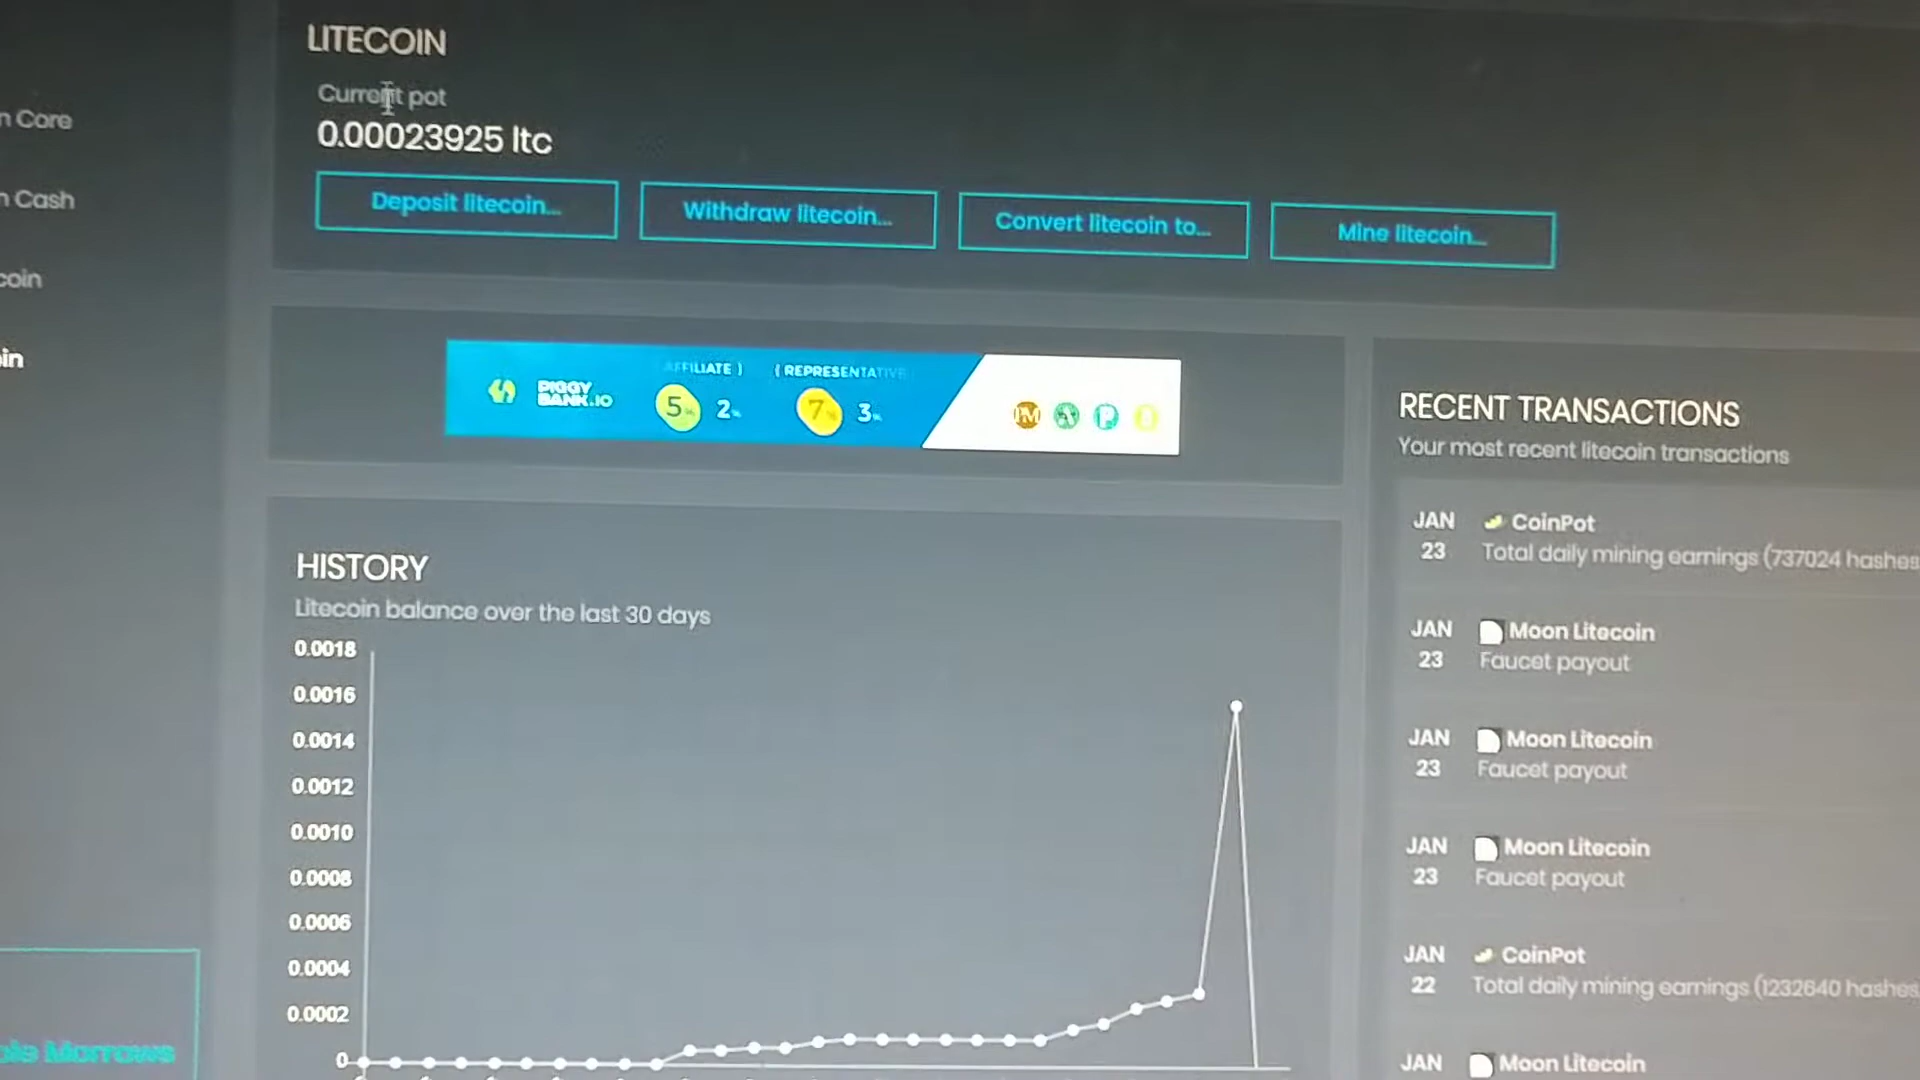 LITECOIN
Current pot
0.00023925 ltc
Deposit litecoin...
Withdraw litecoin...
Convert litecoin to...
Mine litecoin...
n Core
n Cash
coin
in
PIGGY
BANK.IO
AFFILIATE }
5% 2%
{ REPRESENTATIVE
7% 3%
HISTORY
Litecoin balance over the last 30 days
0.0018
0.0016
0.0014
0.0012
0.0010
0.0008
0.0006
0.0004
0.0002
0
RECENT TRANSACTIONS
Your most recent litecoin transactions
JAN
23
CoinPot
Total daily mining earnings (737024 hashes
JAN
23
Moon Litecoin
Faucet payout
JAN
23
Moon Litecoin
Faucet payout
JAN
23
Moon Litecoin
Faucet payout
JAN
22
CoinPot
Total daily mining earnings (1232640 hashes
JAN
Moon Litecoin